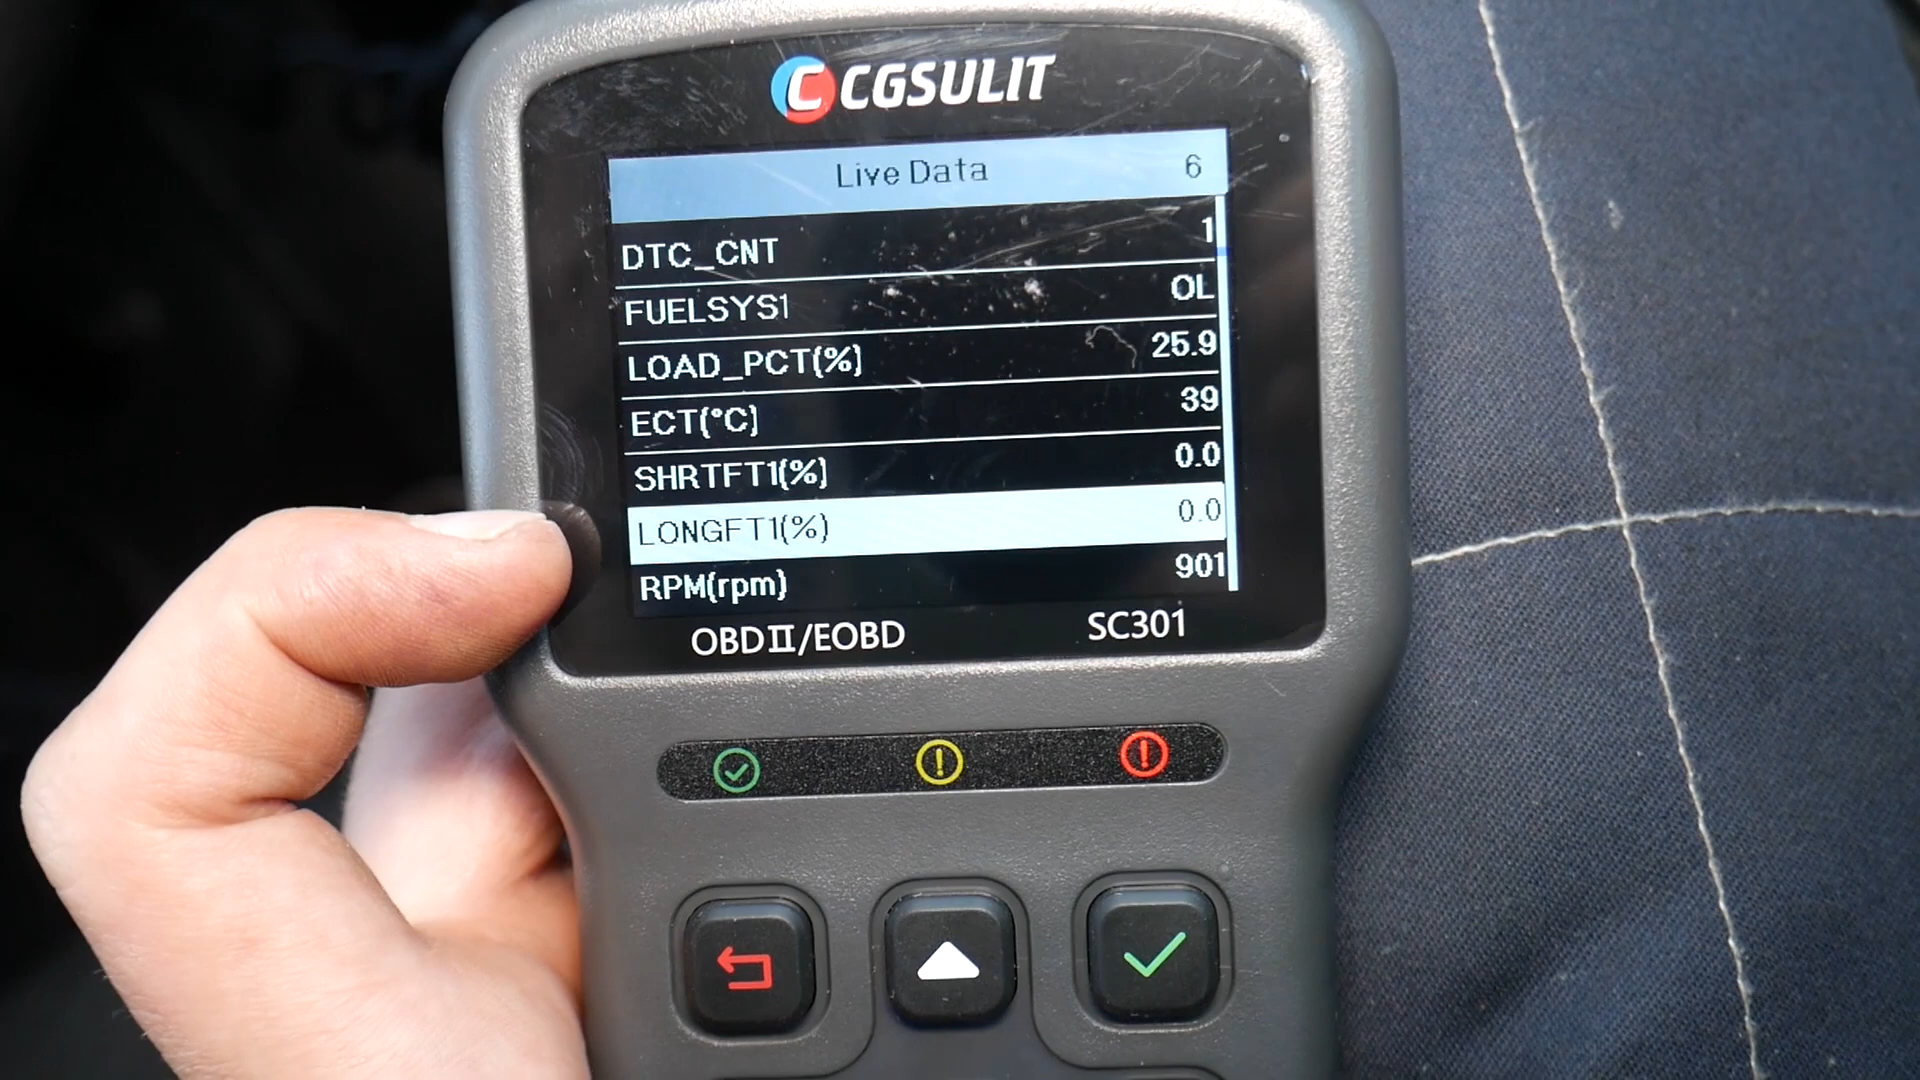 CGSULIT
Live Data 6
DTC_CNT 1
FUELSYS1 OL
LOAD_PCT(%) 25.9
ECT(°C) 39
SHRTFT1(%) 0.0
LONGFT1(%) 0.0
RPM(rpm) 901
OBDⅡ/EOBD SC301